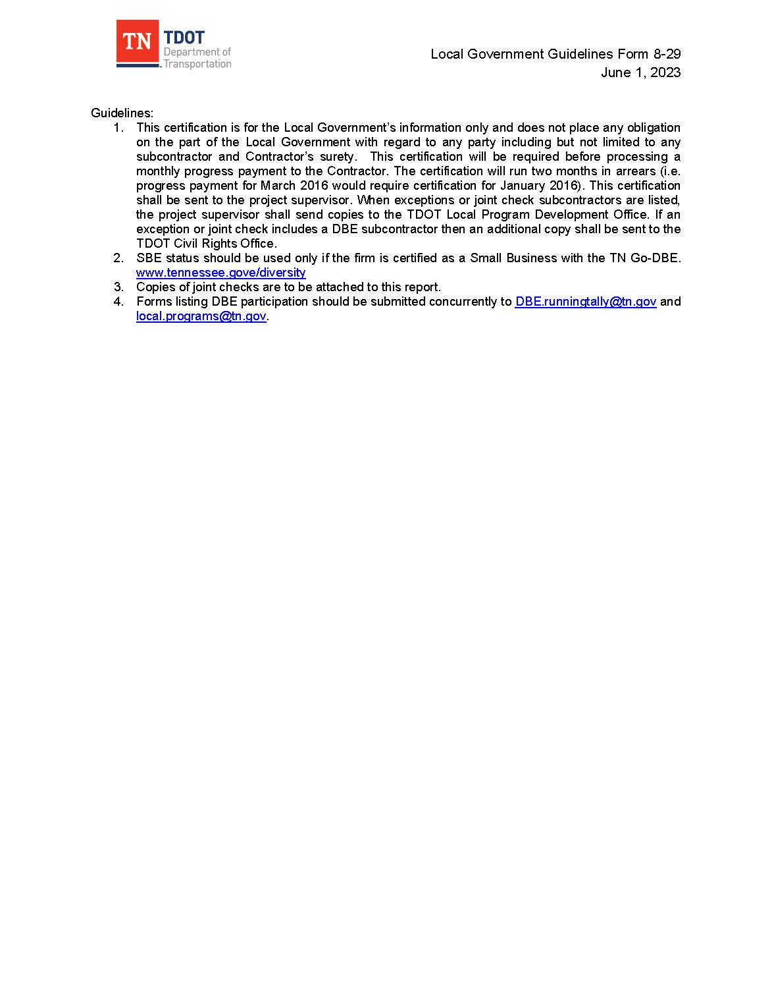 TN TDOT
Department of
Transportation
Local Government Guidelines Form 8-29
June 1, 2023
Guidelines:
1. This certification is for the Local Government’s information only and does not place any obligation
on the part of the Local Government with regard to any party including but not limited to any
subcontractor and Contractor’s surety.  This certification will be required before processing a
monthly progress payment to the Contractor. The certification will run two months in arrears (i.e.
progress payment for March 2016 would require certification for January 2016). This certification
shall be sent to the project supervisor. When exceptions or joint check subcontractors are listed,
the project supervisor shall send copies to the TDOT Local Program Development Office. If an
exception or joint check includes a DBE subcontractor then an additional copy shall be sent to the
TDOT Civil Rights Office.
2. SBE status should be used only if the firm is certified as a Small Business with the TN Go-DBE.
www.tennessee.gove/diversity
3. Copies of joint checks are to be attached to this report.
4. Forms listing DBE participation should be submitted concurrently to DBE.runningtally@tn.gov and
local.programs@tn.gov.